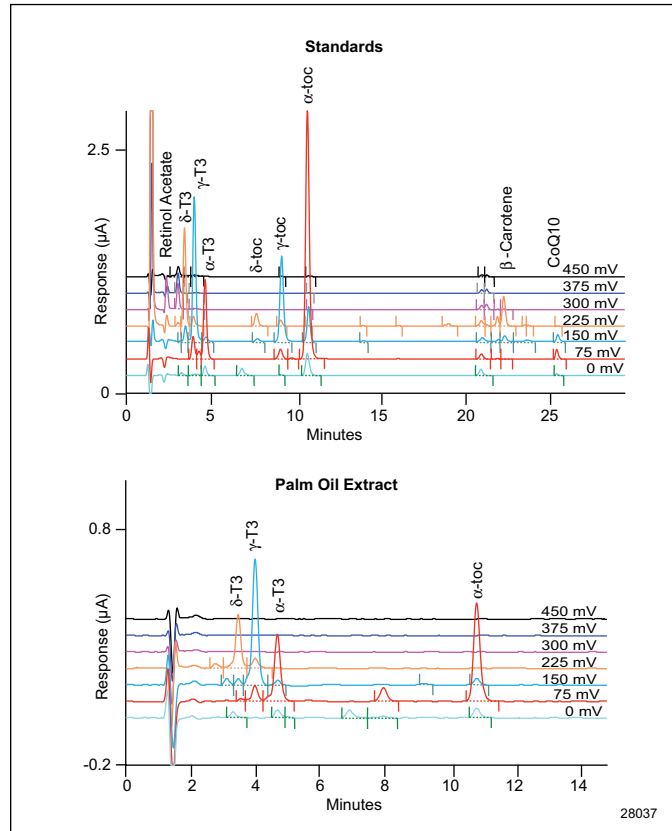 Standards
α-toc
2.5
Response (µA)
0
Retinol Acetate
δ-T3
γ-T3
α-T3
δ-toc
γ-toc
β -Carotene
CoQ10
450 mV
375 mV
300 mV
225 mV
150 mV
75 mV
0 mV
0 5 10 15 20 25
Minutes
Palm Oil Extract
0.8
Response (µA)
-0.2
δ-T3
γ-T3
α-T3
α-toc
450 mV
375 mV
300 mV
225 mV
150 mV
75 mV
0 mV
0 2 4 6 8 10 12 14
Minutes
28037